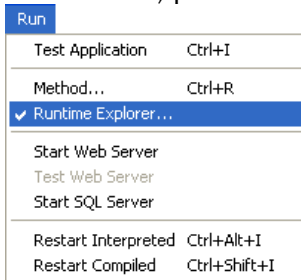 Run
Test Application Ctrl+I
Method... Ctrl+R
Runtime Explorer...
Start Web Server
Test Web Server
Start SQL Server
Restart Interpreted Ctrl+Alt+I
Restart Compiled Ctrl+Shift+I